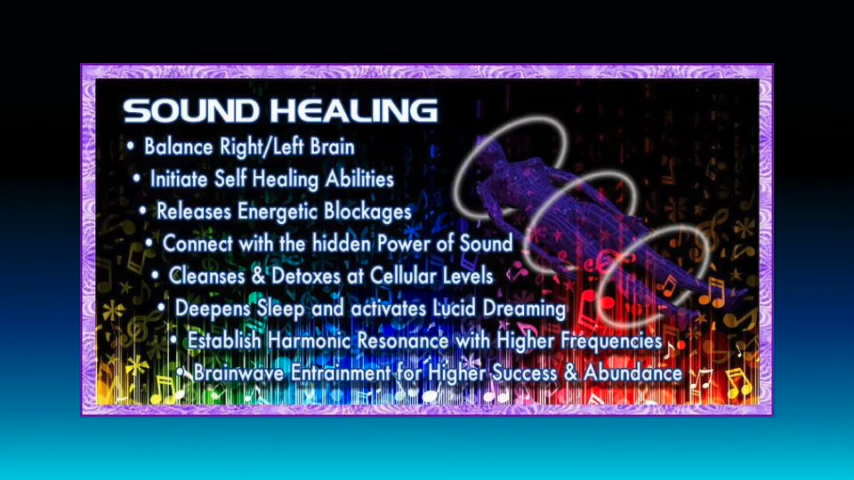 SOUND HEALING
• Balance Right/Left Brain
• Initiate Self Healing Abilities
• Releases Energetic Blockages
• Connect with the hidden Power of Sound
• Cleanses & Detoxes at Cellular Levels
• Deepens Sleep and activates Lucid Dreaming
• Establish Harmonic Resonance with Higher Frequencies
• Brainwave Entrainment for Higher Success & Abundance